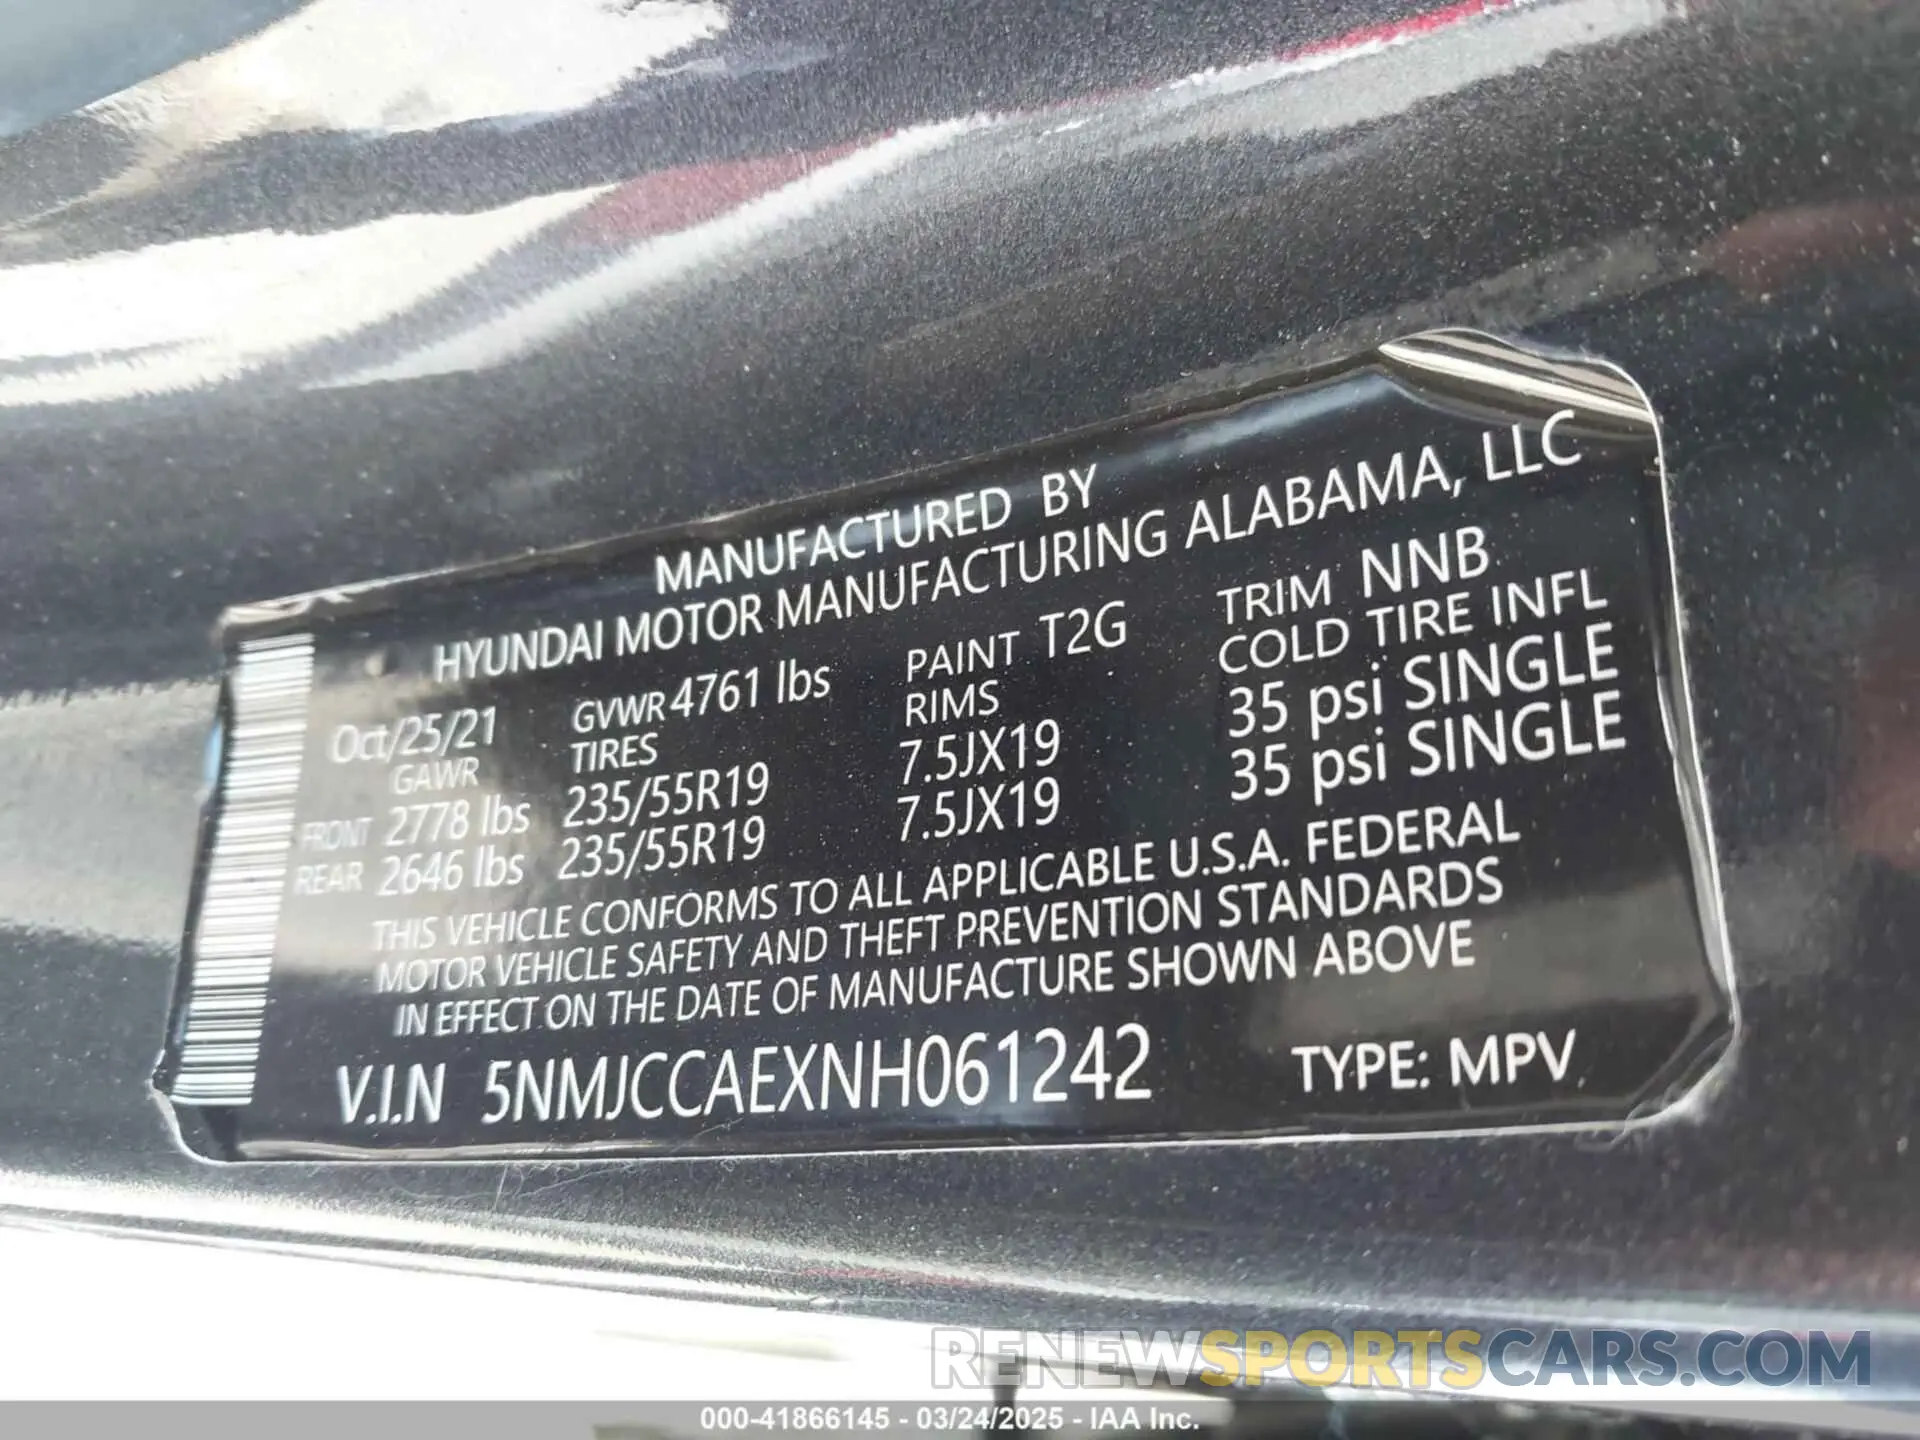 MANUFACTURED BY
HYUNDAI MOTOR MANUFACTURING ALABAMA, LLC
Oct/25/21 GVWR 4761 lbs PAINT T2G TRIM NNB
GAWR TIRES RIMS COLD TIRE INFL
FRONT 2778 lbs 235/55R19 7.5JX19 35 psi SINGLE
REAR 2646 lbs 235/55R19 7.5JX19 35 psi SINGLE
THIS VEHICLE CONFORMS TO ALL APPLICABLE U.S.A. FEDERAL
MOTOR VEHICLE SAFETY AND THEFT PREVENTION STANDARDS
IN EFFECT ON THE DATE OF MANUFACTURE SHOWN ABOVE
V.I.N 5NMJCCAEXNH061242 TYPE: MPV
RENEWSPORTSCARS.COM
000-41866145 - 03/24/2025 - IAA Inc.